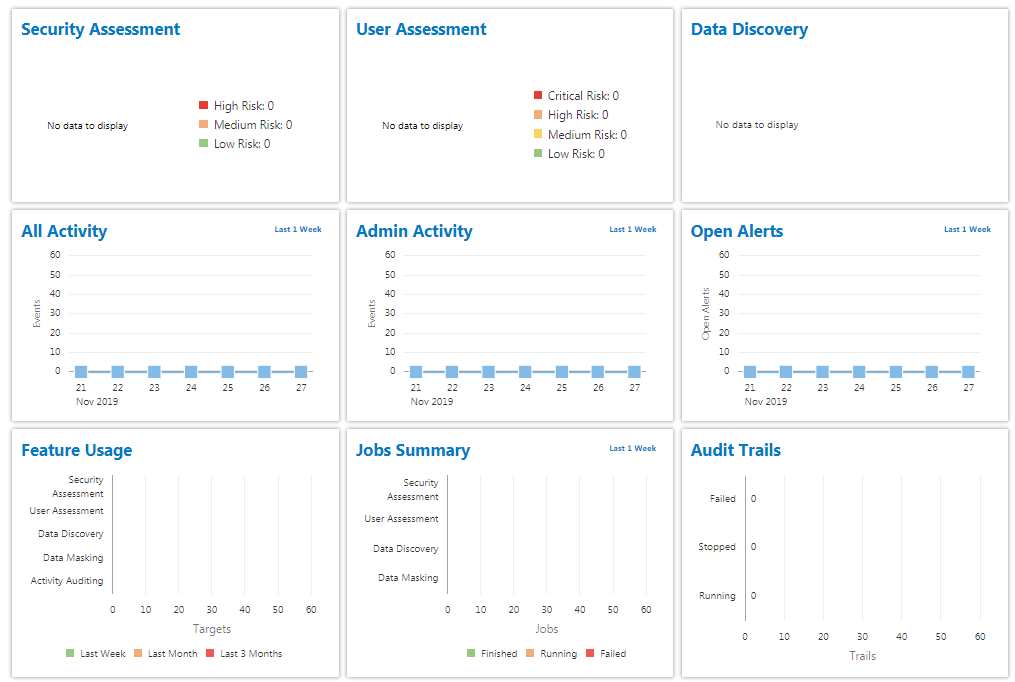 Security Assessment
No data to display
High Risk: 0
Medium Risk: 0
Low Risk: 0
User Assessment
No data to display
Critical Risk: 0
High Risk: 0
Medium Risk: 0
Low Risk: 0
Data Discovery
No data to display
All Activity
Last 1 Week
Events
60
50
40
30
20
10
0
21 22 23 24 25 26 27
Nov 2019
Admin Activity
Last 1 Week
Events
60
50
40
30
20
10
0
21 22 23 24 25 26 27
Nov 2019
Open Alerts
Last 1 Week
Open Alerts
60
50
40
30
20
10
0
21 22 23 24 25 26 27
Nov 2019
Feature Usage
Security
Assessment
User Assessment
Data Discovery
Data Masking
Activity Auditing
0 10 20 30 40 50 60
Targets
Last Week Last Month Last 3 Months
Jobs Summary
Last 1 Week
Security
Assessment
User Assessment
Data Discovery
Data Masking
0 10 20 30 40 50 60
Jobs
Finished Running Failed
Audit Trails
Failed 0
Stopped 0
Running 0
0 10 20 30 40 50 60
Trails